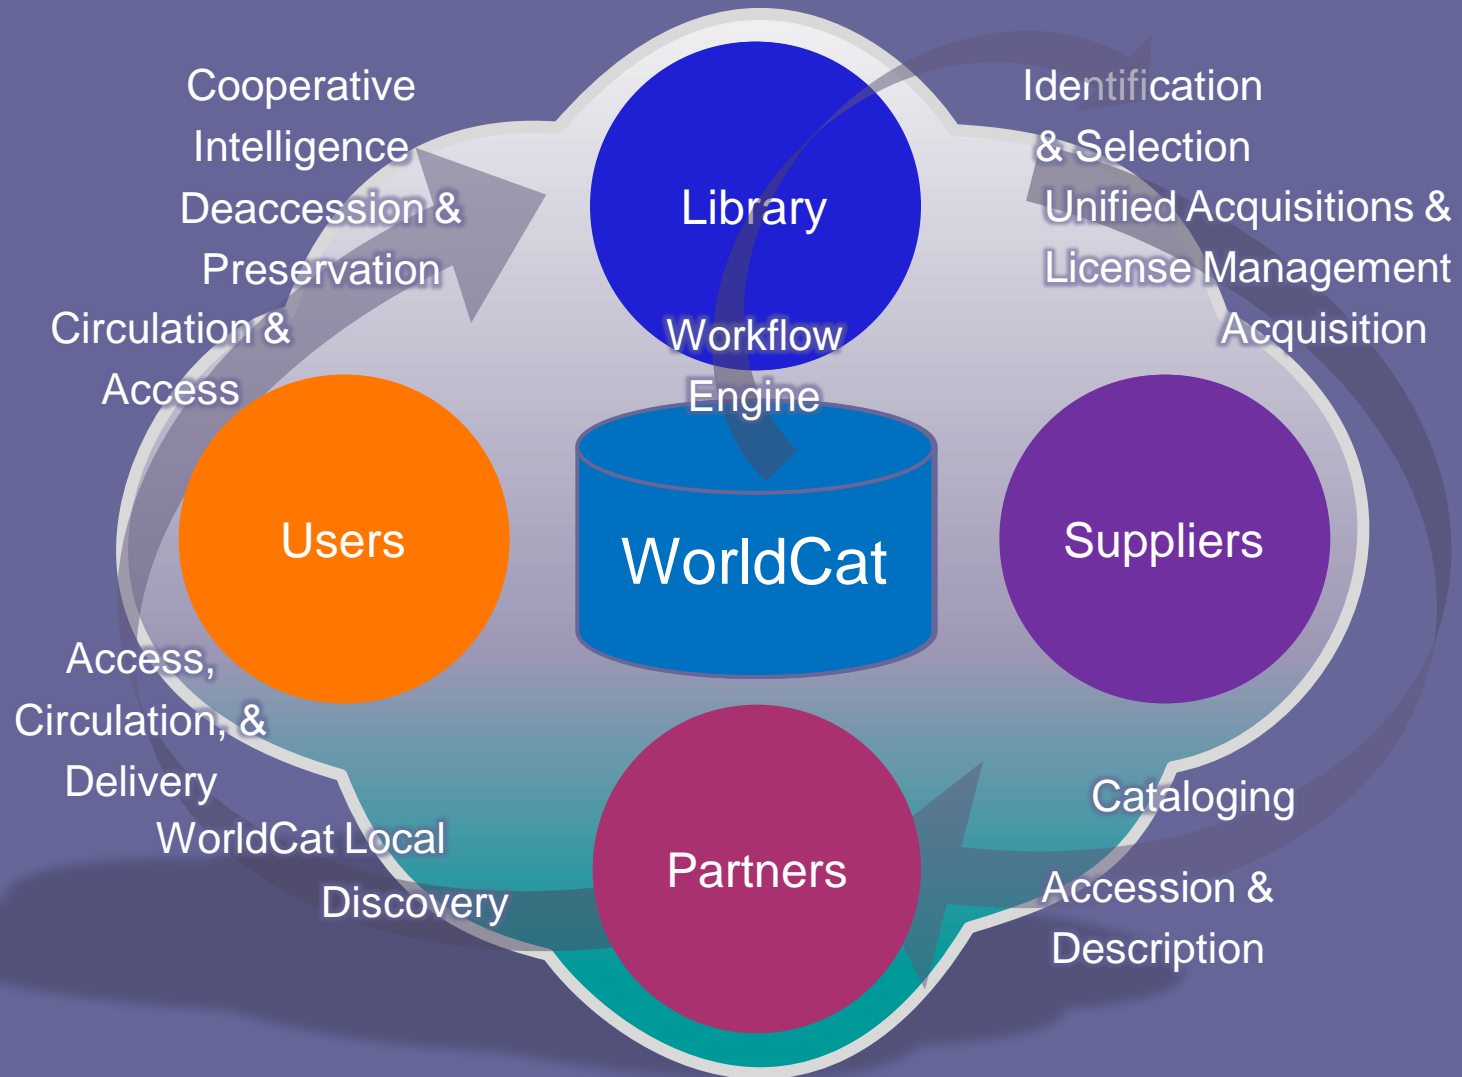 Cooperative
Intelligence
Deaccession &
Preservation
Circulation &
Access
Library
Workflow
Engine
Identification
& Selection
Unified Acquisitions &
License Management
Acquisition
Users
WorldCat
Suppliers
Access,
Circulation, &
Delivery
WorldCat Local
Discovery
Partners
Cataloging
Accession &
Description